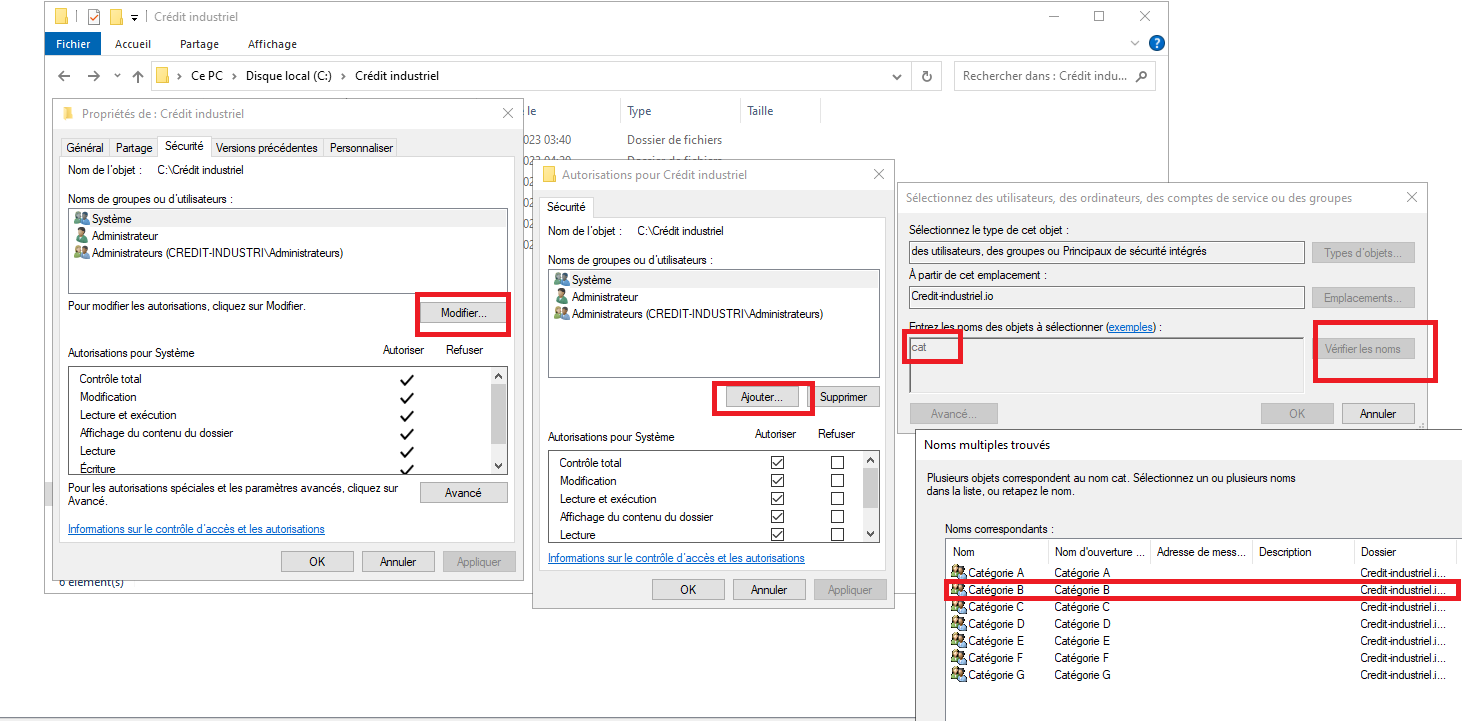 Crédit industriel
Fichier Accueil Partage Affichage
Ce PC Disque local (C:) Crédit industriel
Rechercher dans : Crédit indu...
le Type Taille
023 03:40 Dossier de fichiers
Propriétés de : Crédit industriel
Général Partage Sécurité Versions précédentes Personnaliser
Nom de l'objet : C:\Crédit industriel
Noms de groupes ou d'utilisateurs :
Système
Administrateur
Administrateurs (CREDIT-INDUSTRI\Administrateurs)
Pour modifier les autorisations, cliquez sur Modifier.
Modifier...
Autorisations pour Système Autoriser Refuser
Contrôle total
Modification
Lecture et exécution
Affichage du contenu du dossier
Lecture
Écriture
Pour les autorisations spéciales et les paramètres avancés, cliquez sur
Avancé.
Avancé
Informations sur le contrôle d'accès et les autorisations
OK Annuler Appliquer
6 élément(s)
Autorisations pour Crédit industriel
Sécurité
Nom de l'objet : C:\Crédit industriel
Noms de groupes ou d'utilisateurs :
Système
Administrateur
Administrateurs (CREDIT-INDUSTRI\Administrateurs)
Ajouter... Supprimer
Autorisations pour Système Autoriser Refuser
Contrôle total
Modification
Lecture et exécution
Affichage du contenu du dossier
Lecture
Informations sur le contrôle d'accès et les autorisations
OK Annuler Appliquer
Sélectionnez des utilisateurs, des ordinateurs, des comptes de service ou des groupes
Sélectionnez le type de cet objet :
des utilisateurs, des groupes ou Principaux de sécurité intégrés
Types d'objets...
À partir de cet emplacement :
Credit-industriel.io
Emplacements...
Entrez les noms des objets à sélectionner (exemples) :
cat
Vérifier les noms
Avancé... OK Annuler
Noms multiples trouvés
Plusieurs objets correspondent au nom cat. Sélectionnez un ou plusieurs noms
dans la liste, ou retapez le nom.
Noms correspondants :
Nom Nom d'ouverture ... Adresse de mess... Description Dossier
Catégorie A Catégorie A Credit-industriel.i...
Catégorie B Catégorie B Credit-industriel.i...
Catégorie C Catégorie C Credit-industriel.i...
Catégorie D Catégorie D Credit-industriel.i...
Catégorie E Catégorie E Credit-industriel.i...
Catégorie F Catégorie F Credit-industriel.i...
Catégorie G Catégorie G Credit-industriel.i...